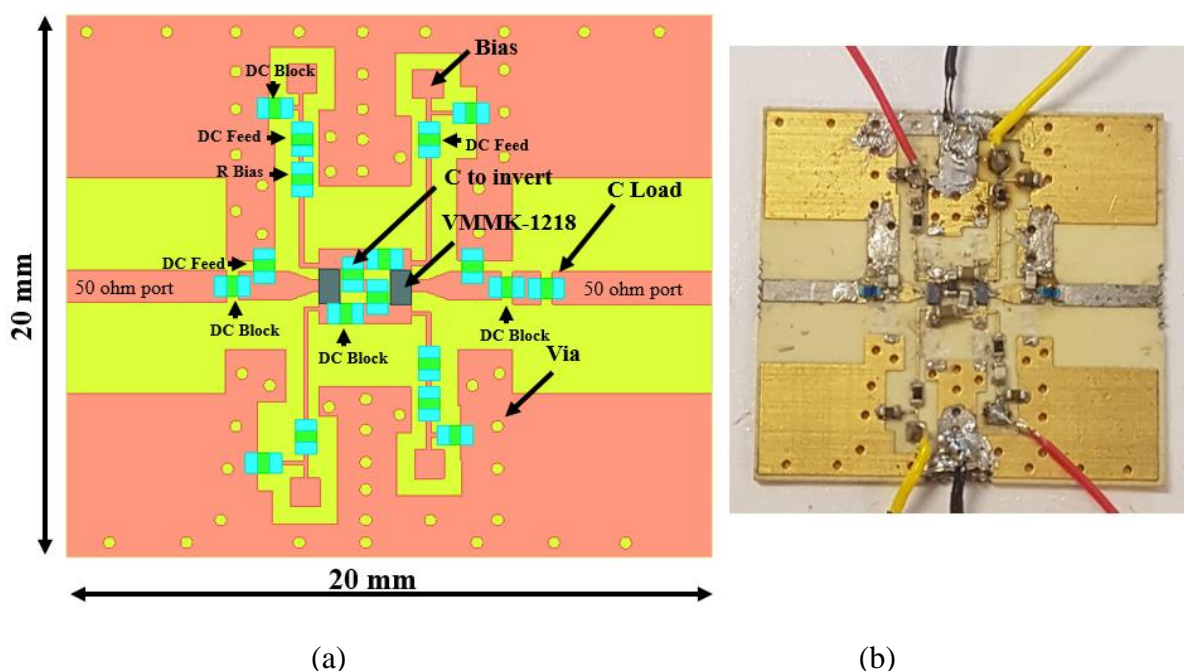 Bias
DC Block
DC Feed
DC Feed
R Bias
C to invert
C Load
VMMK-1218
DC Feed
50 ohm port
50 ohm port
DC Block
DC Block
DC Block
Via
20 mm
20 mm
(a)
(b)